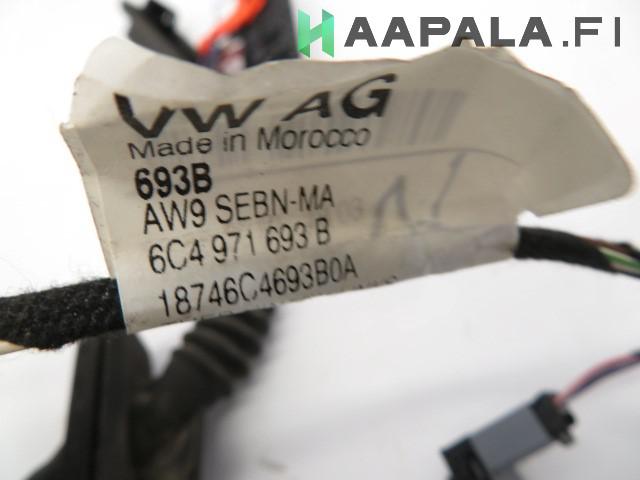 HAAPALA.FI
VW AG
Made in Morocco
693B
AW9 SEBN-MA
6C4 971 693 B
18746C4693B0A